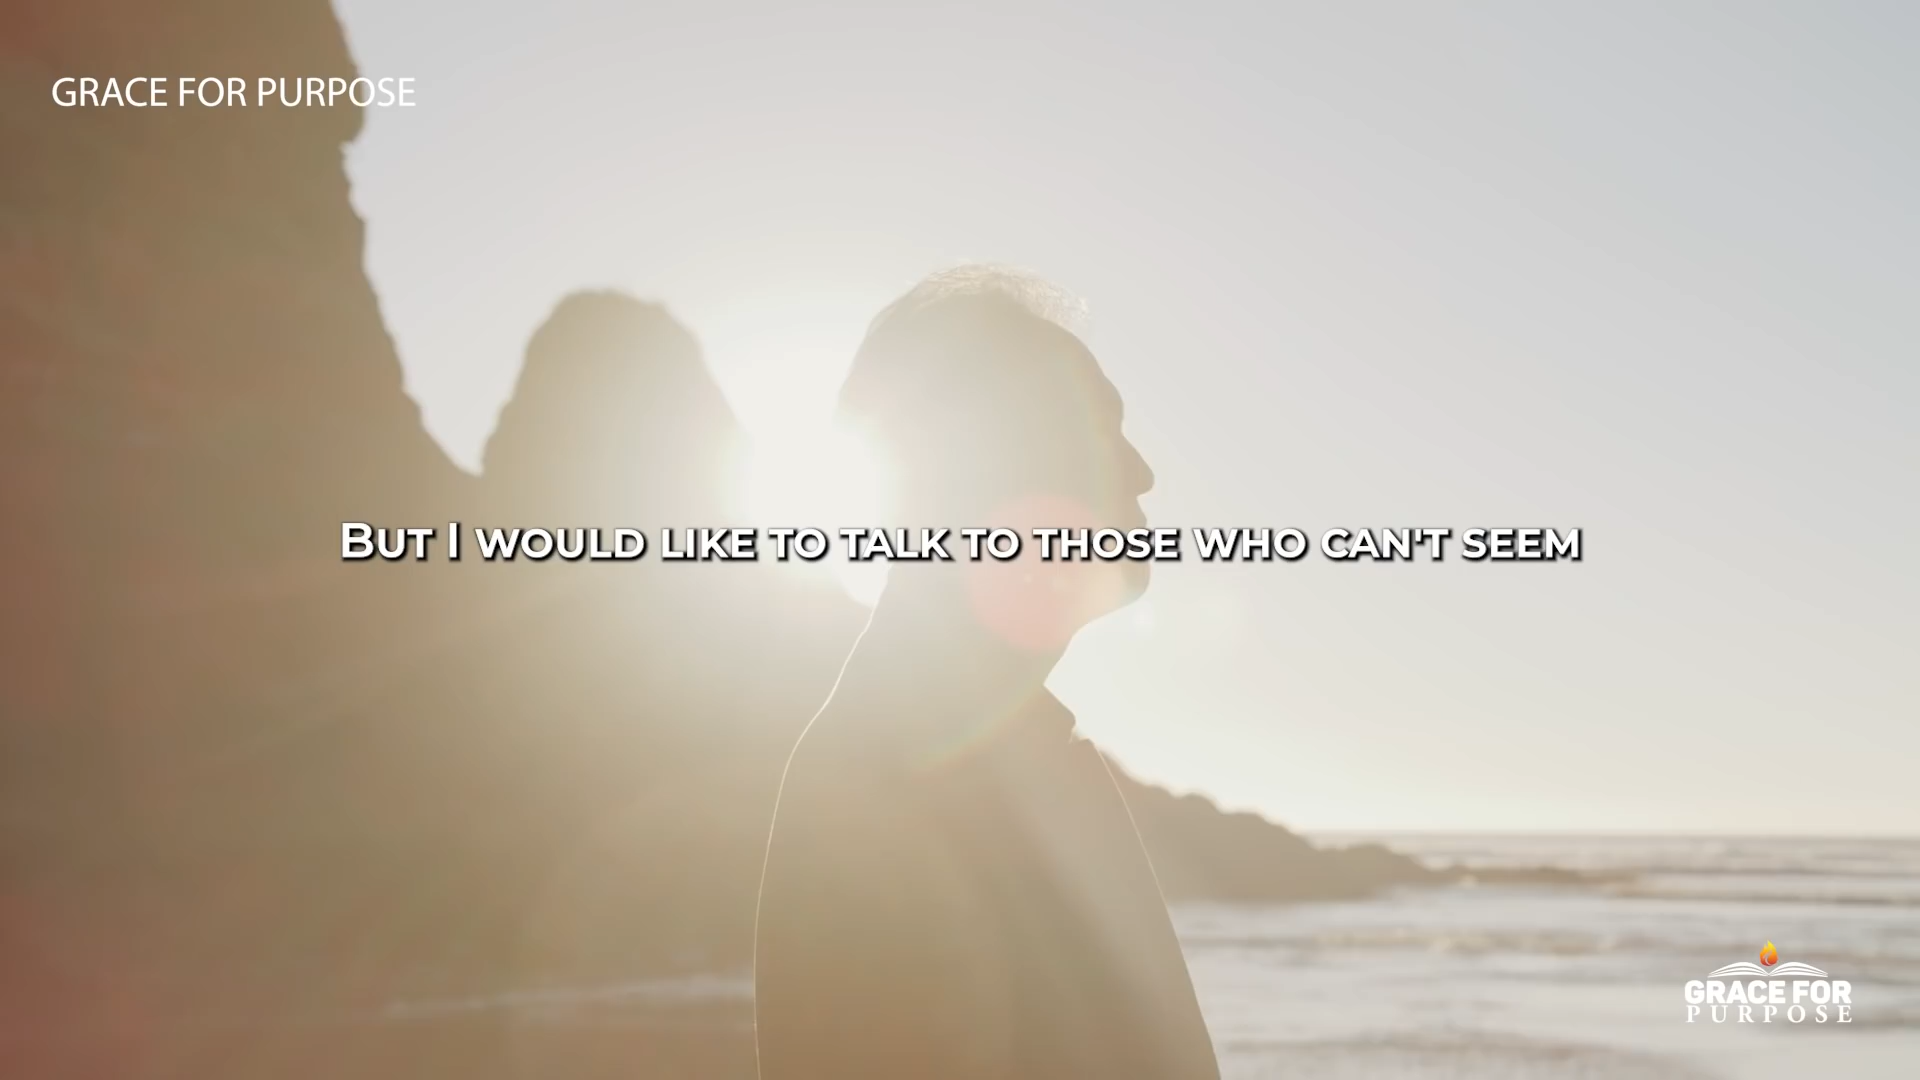 GRACE FOR PURPOSE
BUT I WOULD LIKE TO TALK TO THOSE WHO CAN'T SEEM
GRACE FOR
PURPOSE